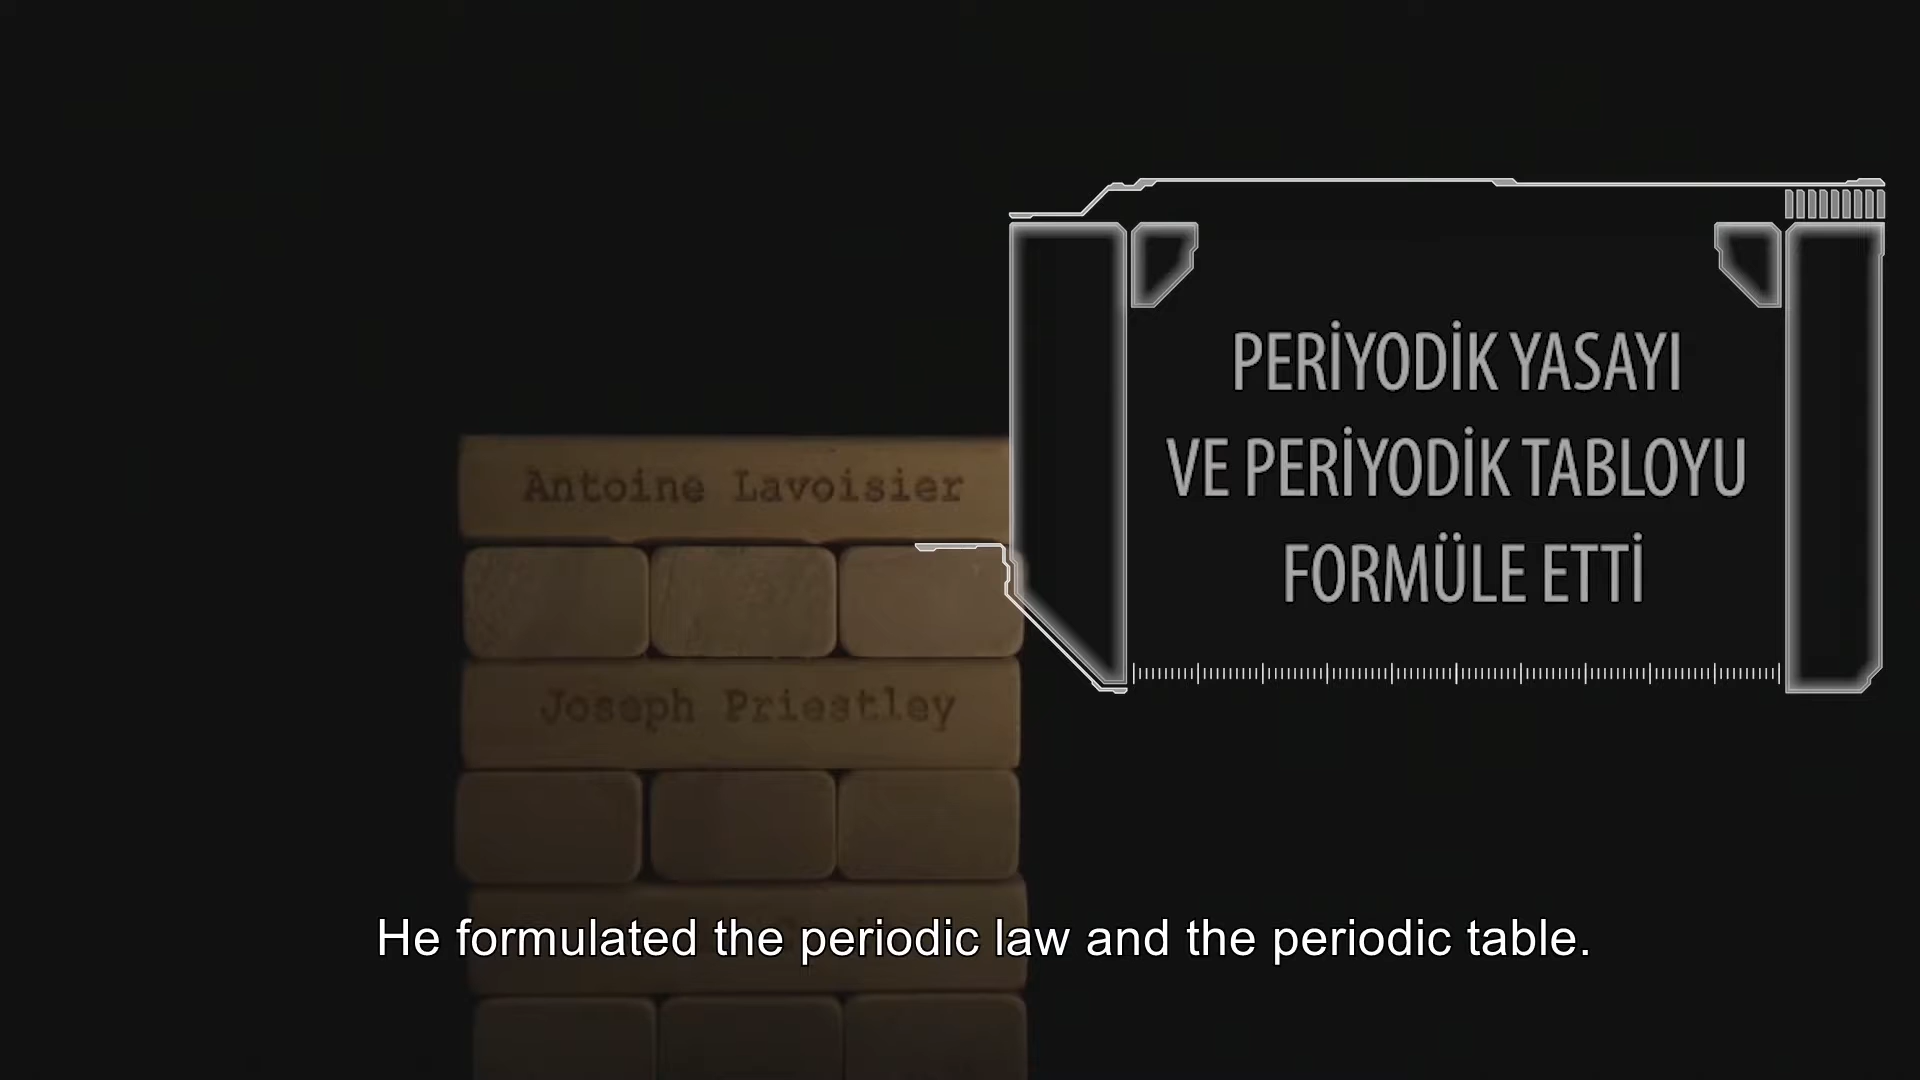 PERİYODİK YASAYI
VE PERİYODİK TABLOYU
FORMÜLE ETTİ
Antoine Lavoisier
Joseph Priestley
He formulated the periodic law and the periodic table.